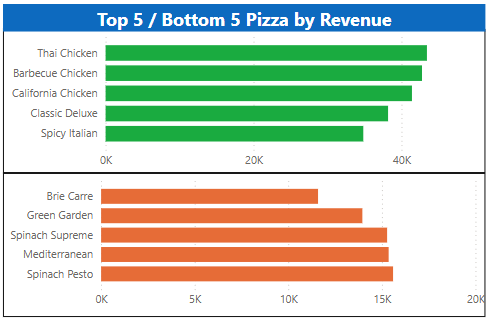 Top 5 / Bottom 5 Pizza by Revenue
Thai Chicken
Barbecue Chicken
California Chicken
Classic Deluxe
Spicy Italian
0K 20K 40K
Brie Carre
Green Garden
Spinach Supreme
Mediterranean
Spinach Pesto
0K 5K 10K 15K 20K